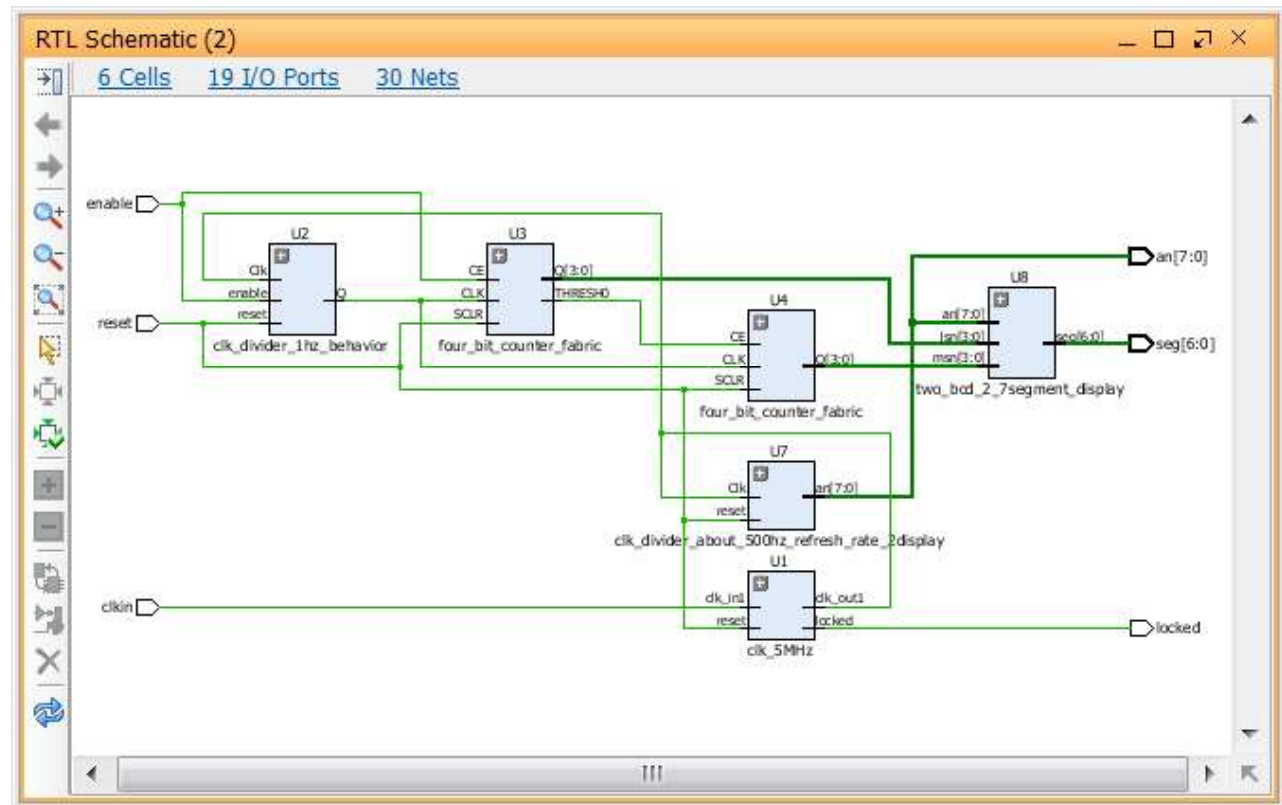 RTL Schematic (2)
6 Cells 19 I/O Ports 30 Nets
enable
reset
clkin
U2
Clk
enable
reset
Q
clk_divider_1hz_behavior
U3
CE
CLK
SCLR
Q[3:0]
THRESH0
four_bit_counter_fabric
U4
CE
CLK
SCLR
Q[3:0]
four_bit_counter_fabric
U7
Clk
reset
an[7:0]
clk_divider_about_500hz_refresh_rate_2display
U1
clk_in1
reset
clk_out1
locked
clk_5MHz
U8
an[7:0]
lsn[3:0]
msn[3:0]
seg[6:0]
two_bcd_2_7segment_display
an[7:0]
seg[6:0]
locked